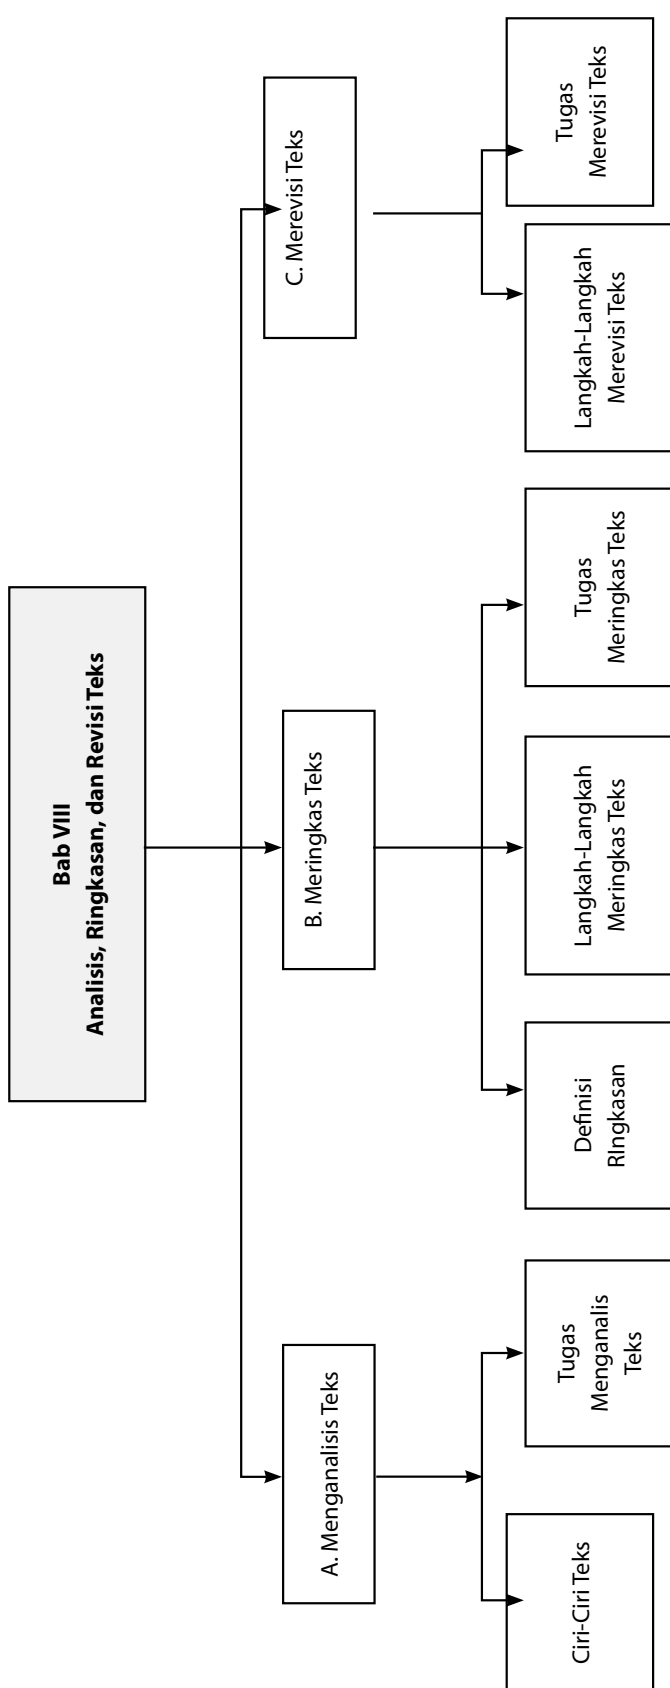 Bab VIII
Analisis, Ringkasan, dan Revisi Teks
A. Menganalisis Teks
B. Meringkas Teks
C. Merevisi Teks
Ciri-Ciri Teks
Tugas
Menganalis
Teks
Definisi
RIngkasan
Langkah-Langkah
Meringkas Teks
Tugas
Meringkas Teks
Langkah-Langkah
Merevisi Teks
Tugas
Merevisi Teks